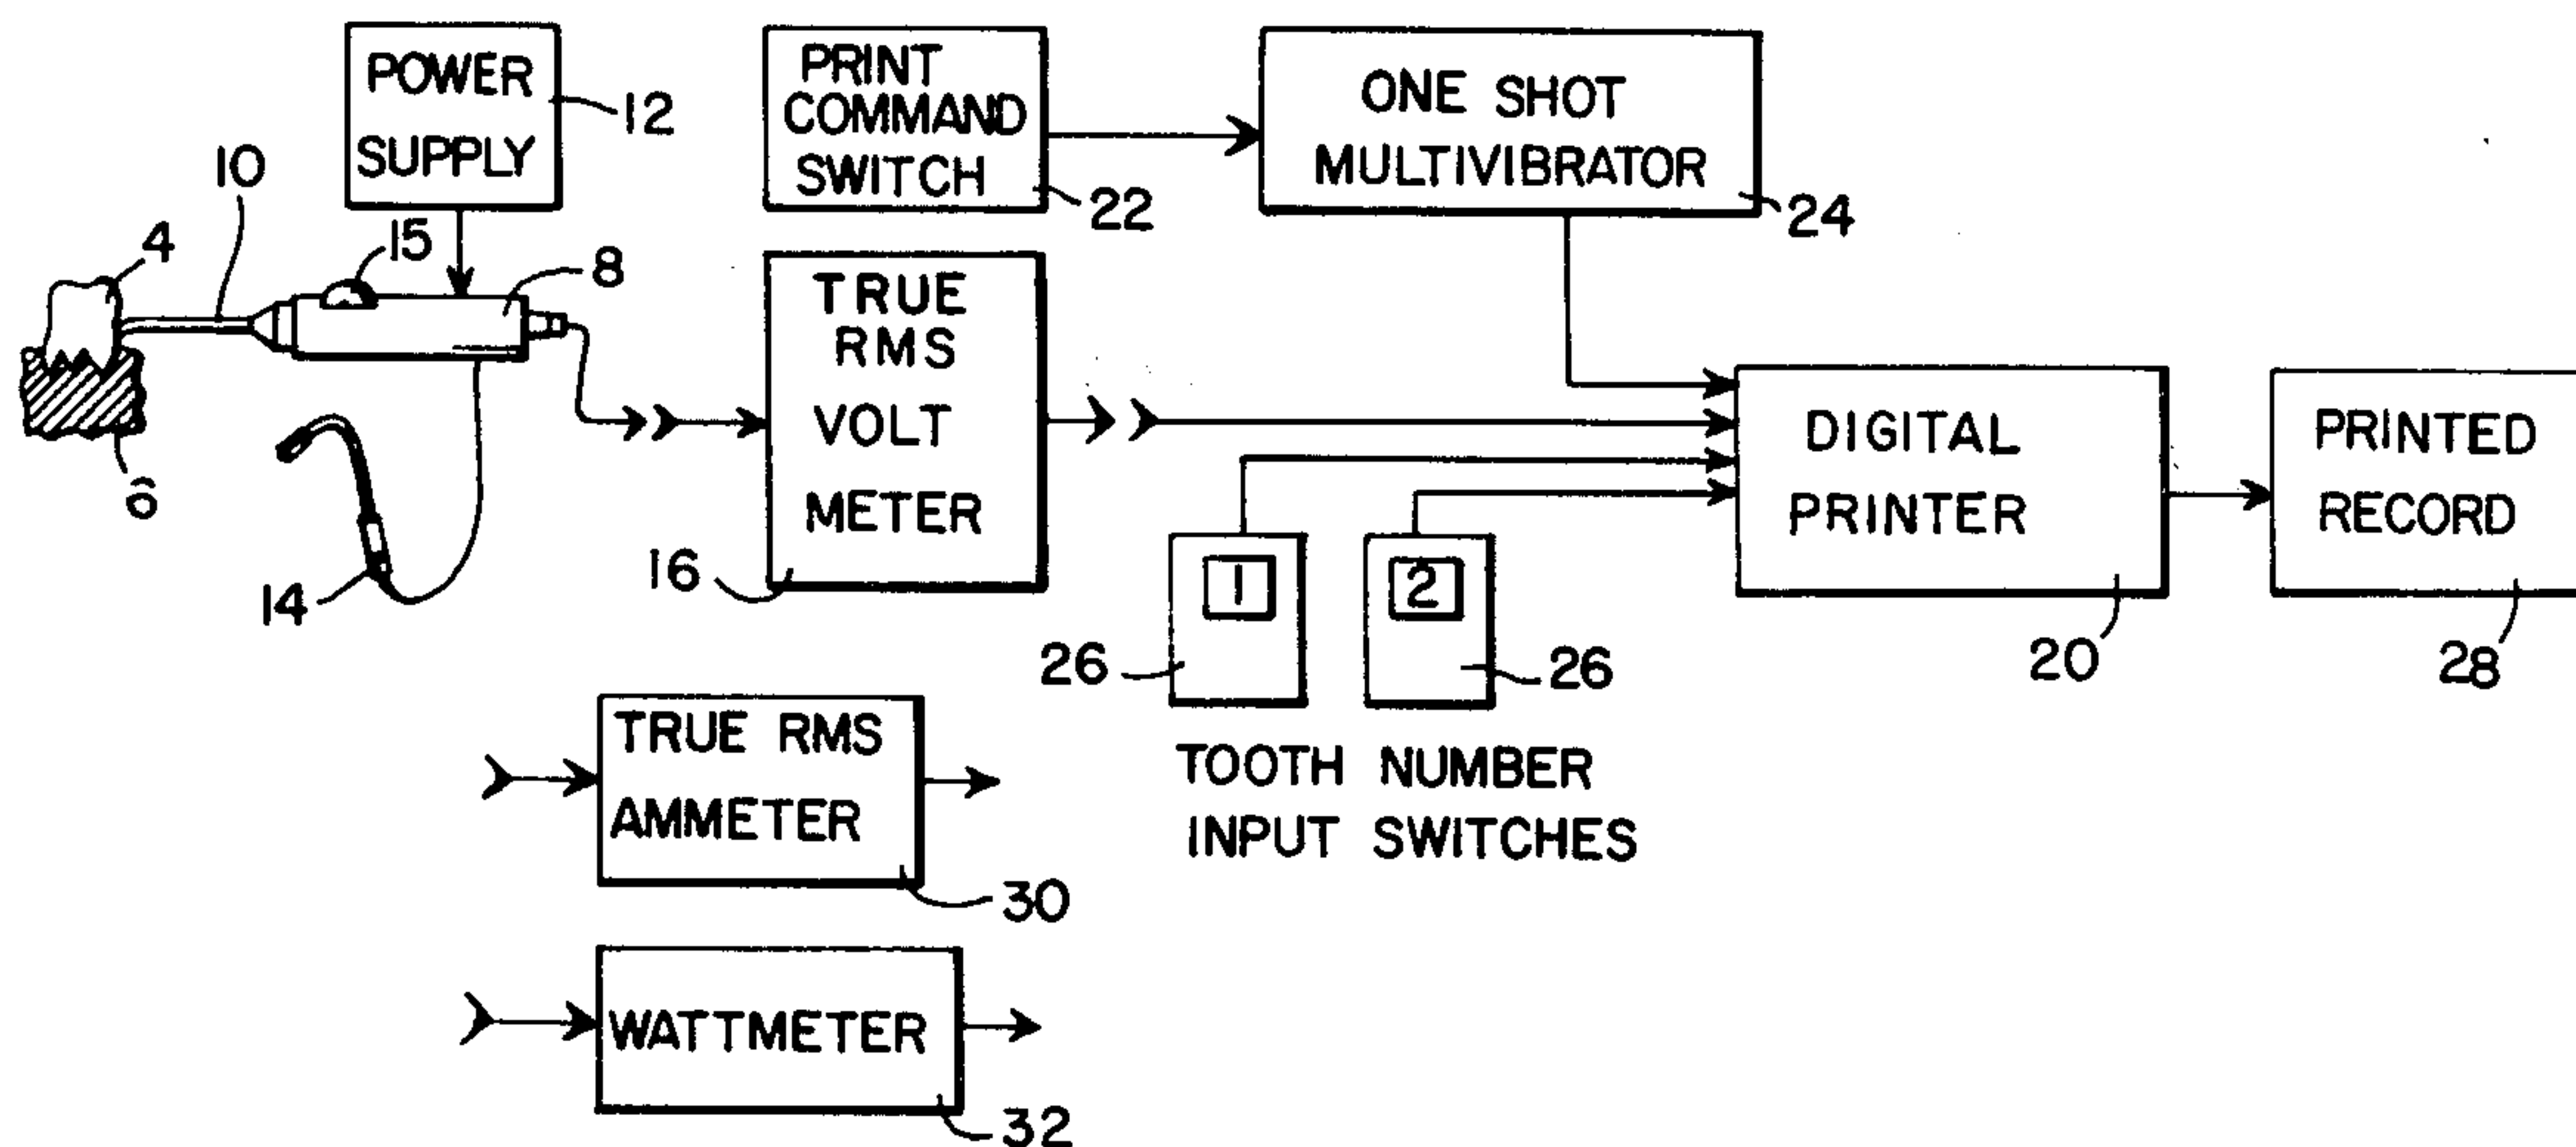 POWER
SUPPLY
12
PRINT
COMMAND
SWITCH
22
ONE SHOT
MULTIVIBRATOR
24
10
4
15
8
6
14
TRUE
RMS
VOLT
METER
16
1
2
26
26
TOOTH NUMBER
INPUT SWITCHES
DIGITAL
PRINTER
20
PRINTED
RECORD
28
TRUE RMS
AMMETER
30
WATTMETER
32